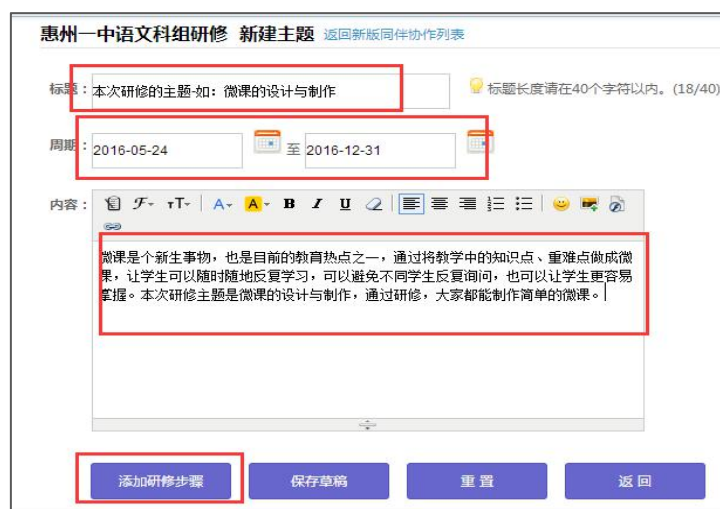 惠州一中语文科组研修 新建主题 返回新版同伴协作列表
标题： 本次研修的主题-如：微课的设计与制作 标题长度请在40个字符以内。(18/40)
周期： 2016-05-24 至 2016-12-31
内容：
微课是个新生事物，也是目前的教育热点之一，通过将教学中的知识点、重难点做成微
课，让学生可以随时随地反复学习，可以避免不同学生反复询问，也可以让学生更容易
掌握。本次研修主题是微课的设计与制作，通过研修，大家都能制作简单的微课。
添加研修步骤 保存草稿 重置 返回